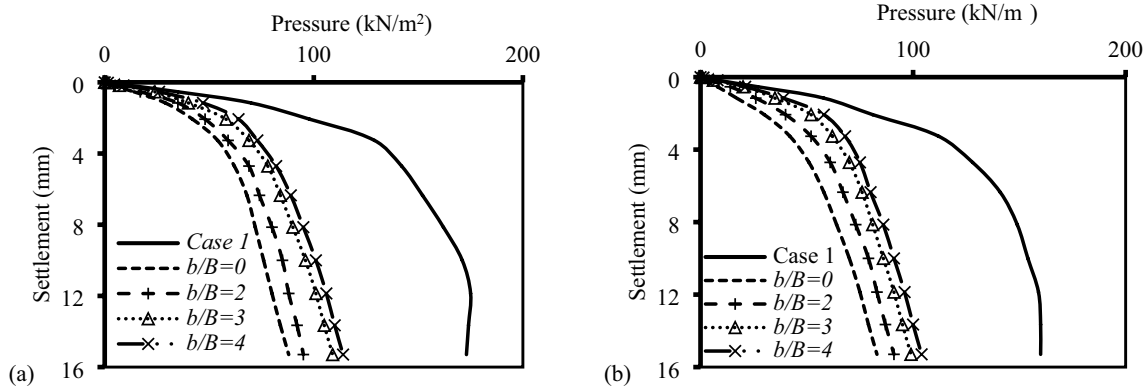 Pressure (kN/m²)
0 100 200
0
4
8
12
16
Settlement (mm)
Case 1
b/B=0
b/B=2
b/B=3
b/B=4
(a)
Pressure (kN/m )
0 100 200
0
4
8
12
16
Settlement (mm)
Case 1
b/B=0
b/B=2
b/B=3
b/B=4
(b)